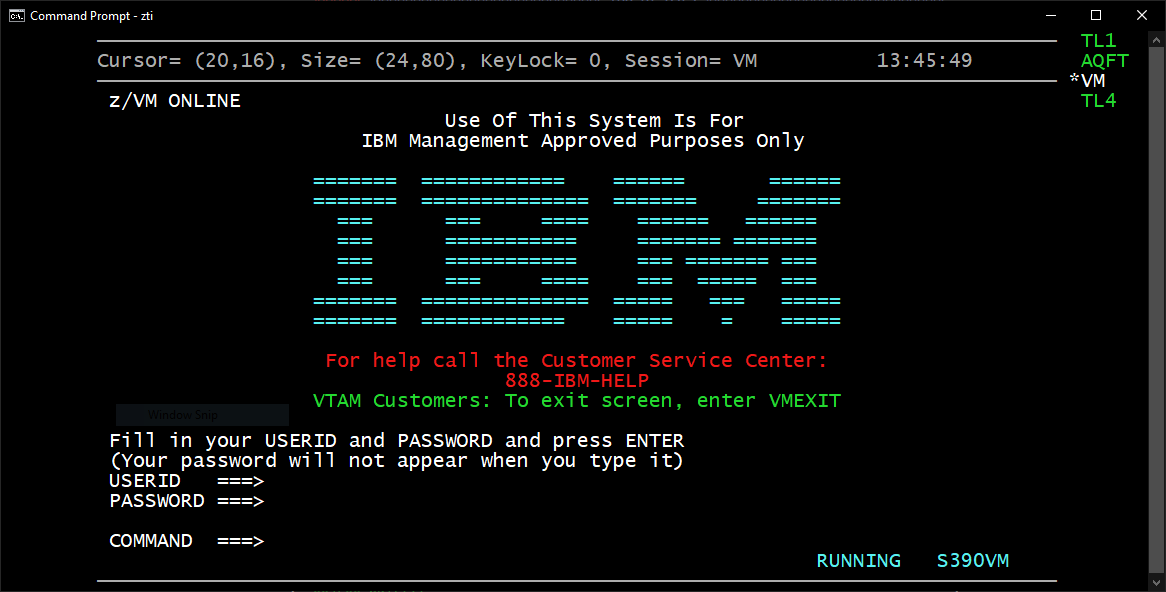 Command Prompt - zti
Cursor= (20,16), Size= (24,80), KeyLock= 0, Session= VM 13:45:49
TL1
AQFT
*VM
TL4
z/VM ONLINE
Use Of This System Is For
IBM Management Approved Purposes Only
IBM
For help call the Customer Service Center:
888-IBM-HELP
VTAM Customers: To exit screen, enter VMEXIT
Window Snip
Fill in your USERID and PASSWORD and press ENTER
(Your password will not appear when you type it)
USERID ===>
PASSWORD ===>
COMMAND ===>
RUNNING S390VM